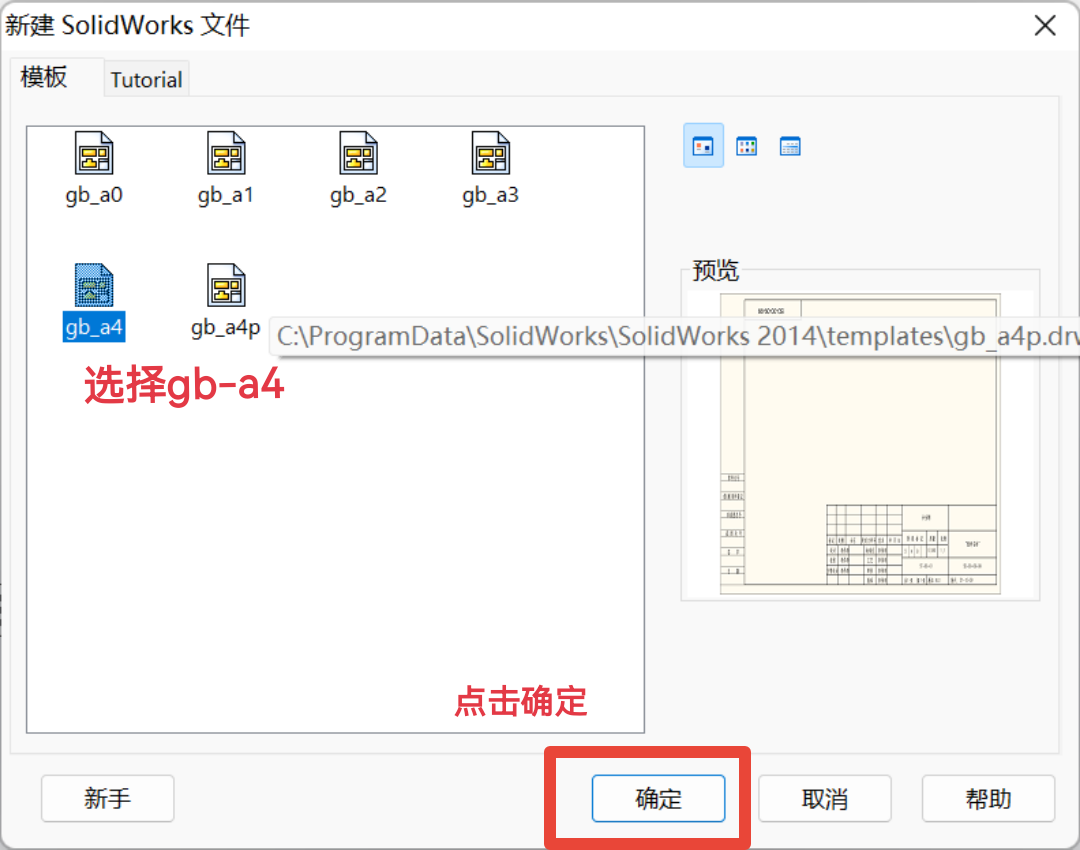 新建 SolidWorks 文件
模板
Tutorial
gb_a0
gb_a1
gb_a2
gb_a3
预览
gb_a4
gb_a4p
C:\ProgramData\SolidWorks\SolidWorks 2014\templates\gb_a4p.drw
选择gb-a4
点击确定
新手
确定
取消
帮助